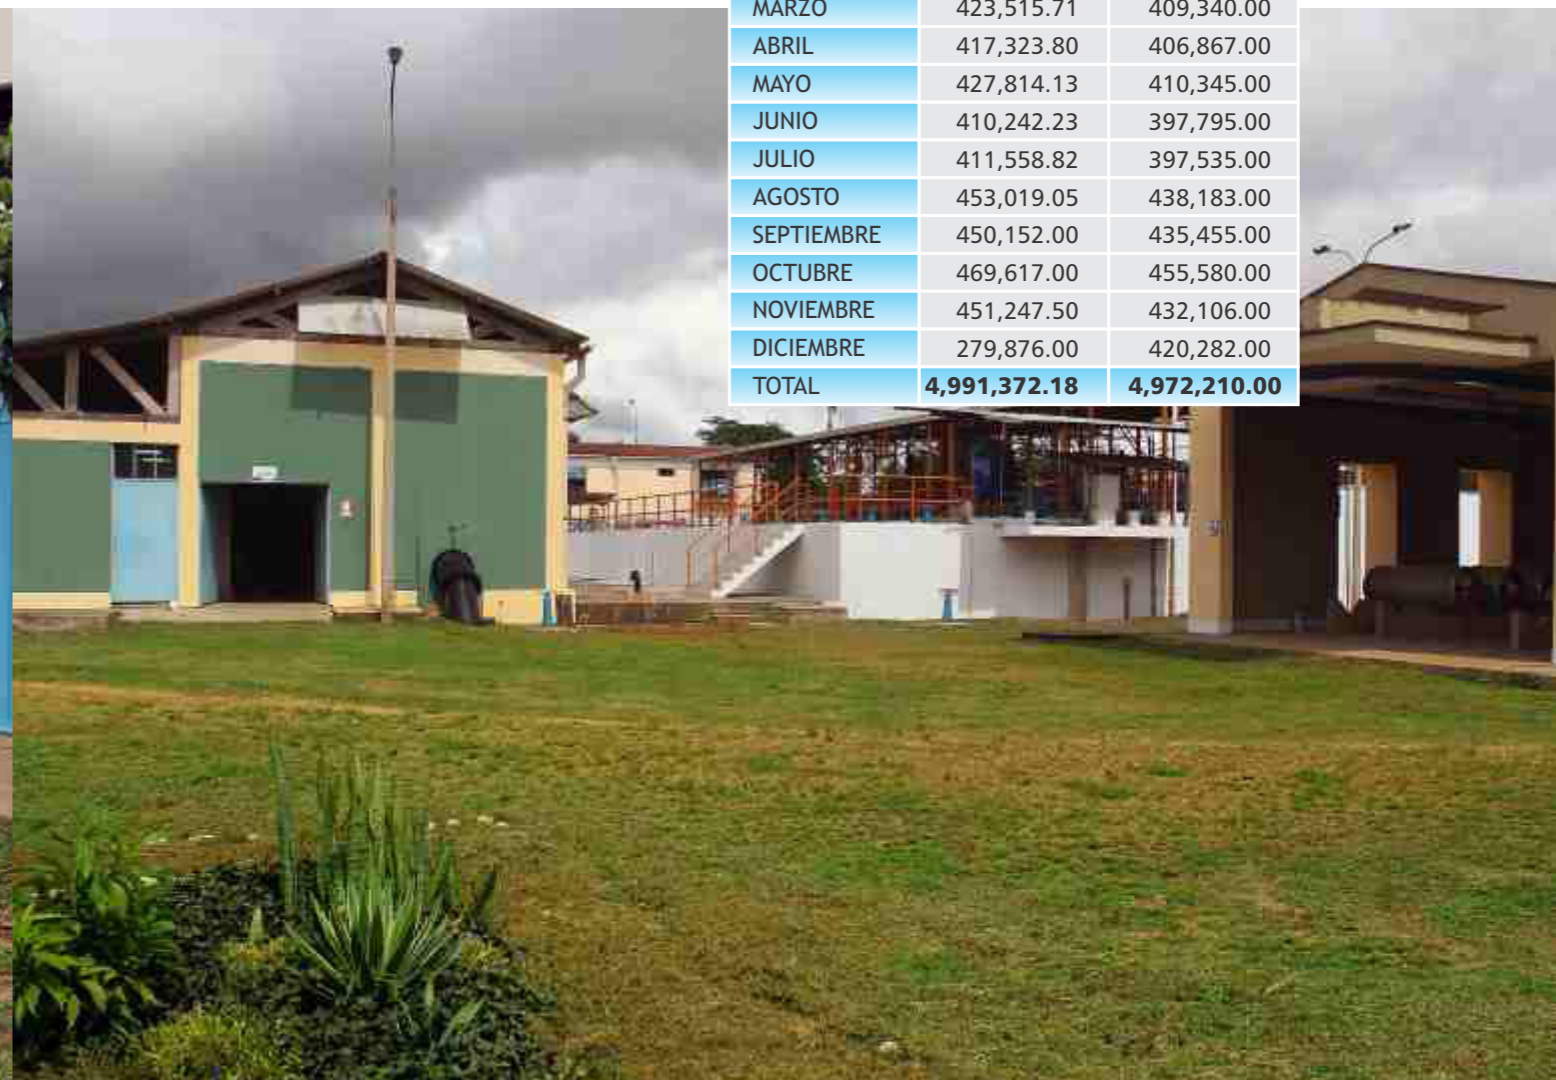 MARZO 423,515.71 409,340.00
ABRIL 417,323.80 406,867.00
MAYO 427,814.13 410,345.00
JUNIO 410,242.23 397,795.00
JULIO 411,558.82 397,535.00
AGOSTO 453,019.05 438,183.00
SEPTIEMBRE 450,152.00 435,455.00
OCTUBRE 469,617.00 455,580.00
NOVIEMBRE 451,247.50 432,106.00
DICIEMBRE 279,876.00 420,282.00
TOTAL 4,991,372.18 4,972,210.00